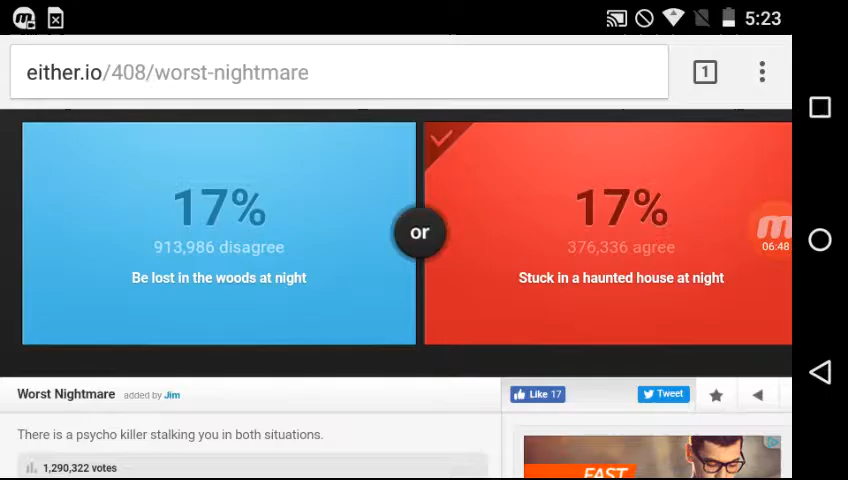 5:23
either.io/408/worst-nightmare
1
17%
913,986 disagree
Be lost in the woods at night
or
17%
376,336 agree
Stuck in a haunted house at night
06:48
Worst Nightmare added by Jim
Like 17
Tweet
There is a psycho killer stalking you in both situations.
1,290,322 votes
FAST